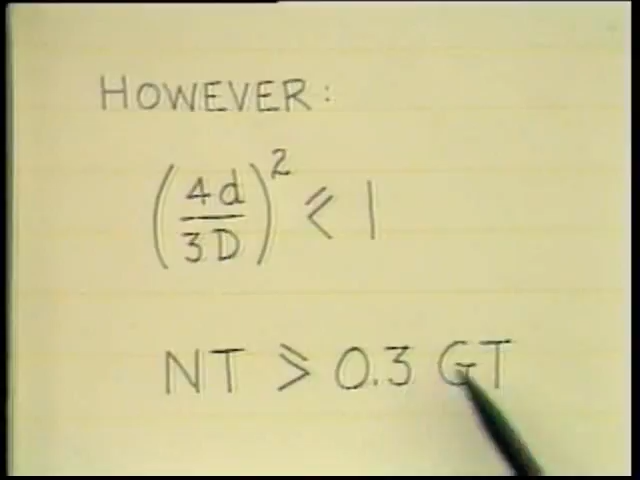 HOWEVER:
(4d/3D)² ⩽ 1
NT ⩾ 0.3 GT